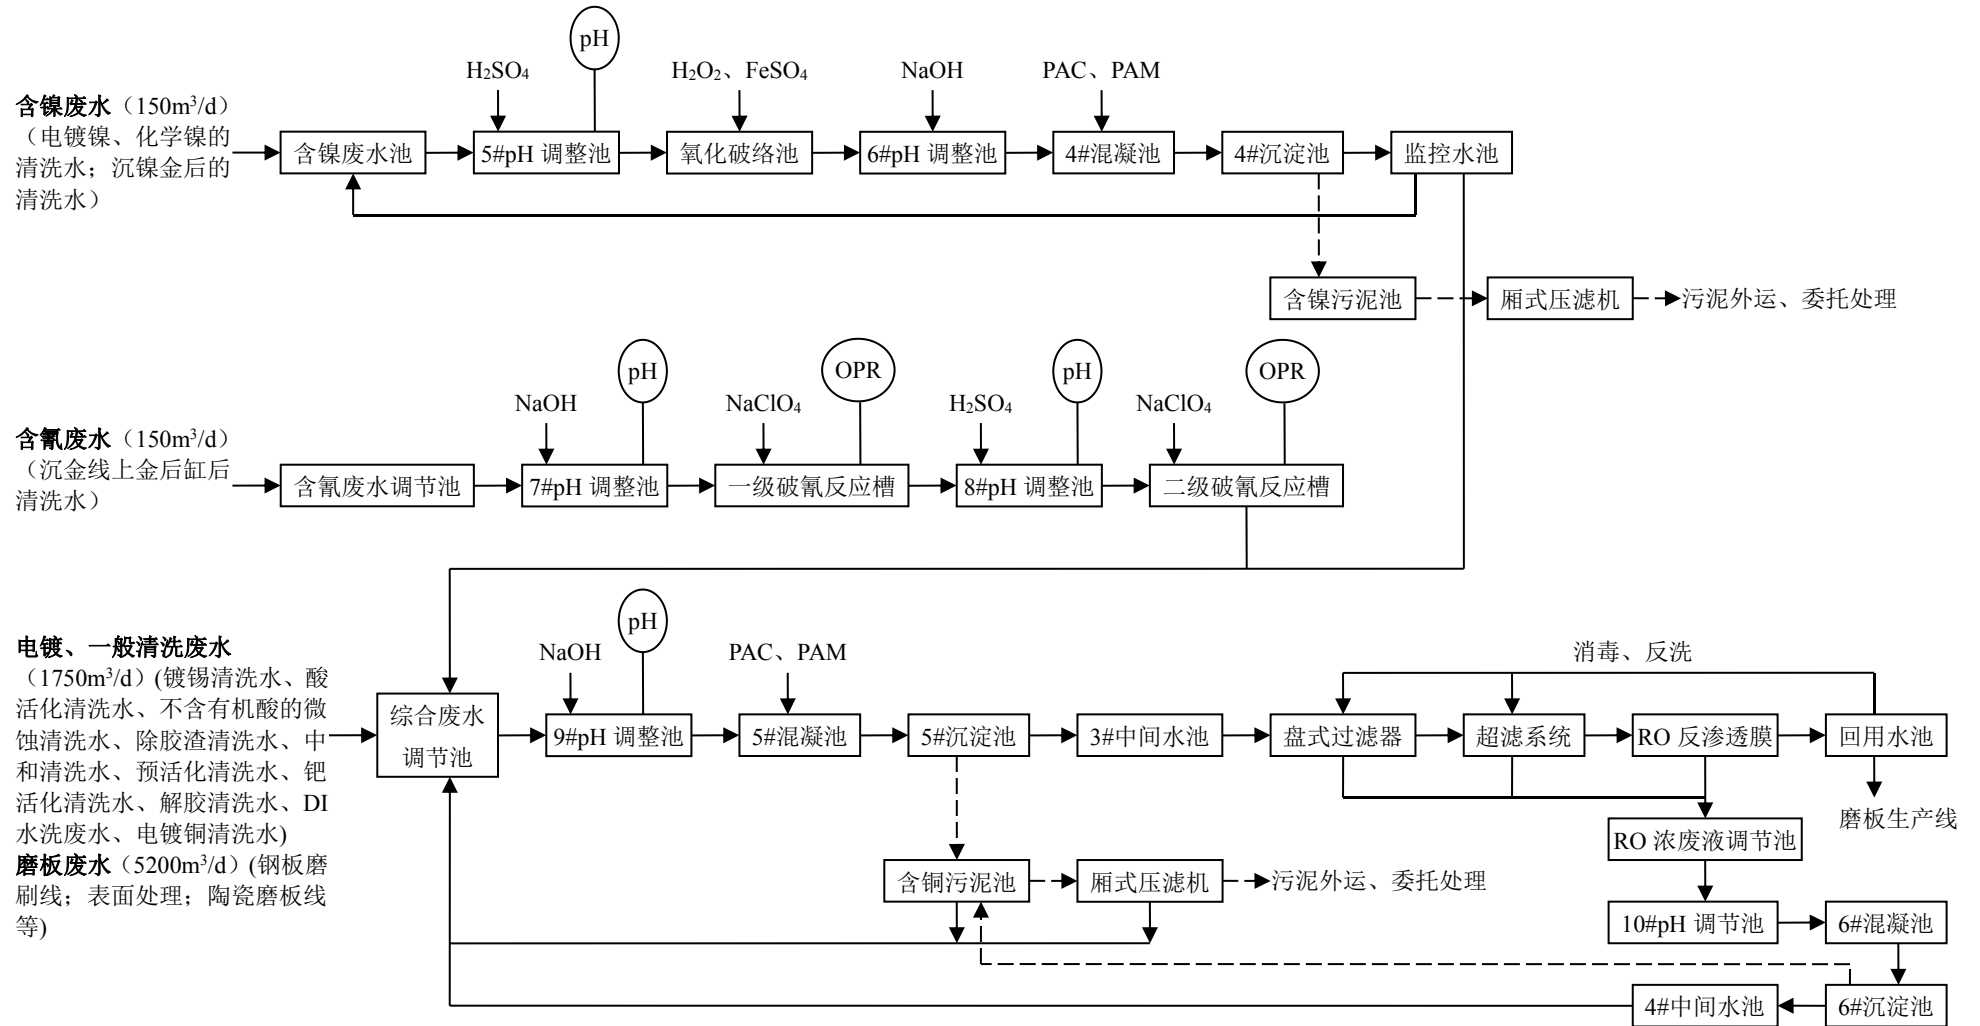 pH
H₂SO₄
H₂O₂、FeSO₄
NaOH
PAC、PAM
含镍废水（150m³/d）
（电镀镍、化学镍的
清洗水；沉镍金后的
清洗水）
含镍废水池
5#pH 调整池
氧化破络池
6#pH 调整池
4#混凝池
4#沉淀池
监控水池
含镍污泥池
厢式压滤机
污泥外运、委托处理
pH
OPR
pH
OPR
NaOH
NaClO₄
H₂SO₄
NaClO₄
含氰废水（150m³/d）
（沉金线上金后缸后
清洗水）
含氰废水调节池
7#pH 调整池
一级破氰反应槽
8#pH 调整池
二级破氰反应槽
pH
NaOH
PAC、PAM
消毒、反洗
电镀、一般清洗废水
（1750m³/d）(镀锡清洗水、酸
活化清洗水、不含有机酸的微
蚀清洗水、除胶渣清洗水、中
和清洗水、预活化清洗水、钯
活化清洗水、解胶清洗水、DI
水洗废水、电镀铜清洗水)
磨板废水（5200m³/d）(钢板磨
刷线；表面处理；陶瓷磨板线
等)
综合废水
调节池
9#pH 调整池
5#混凝池
5#沉淀池
3#中间水池
盘式过滤器
超滤系统
RO 反渗透膜
回用水池
磨板生产线
RO 浓废液调节池
含铜污泥池
厢式压滤机
污泥外运、委托处理
10#pH 调节池
6#混凝池
4#中间水池
6#沉淀池